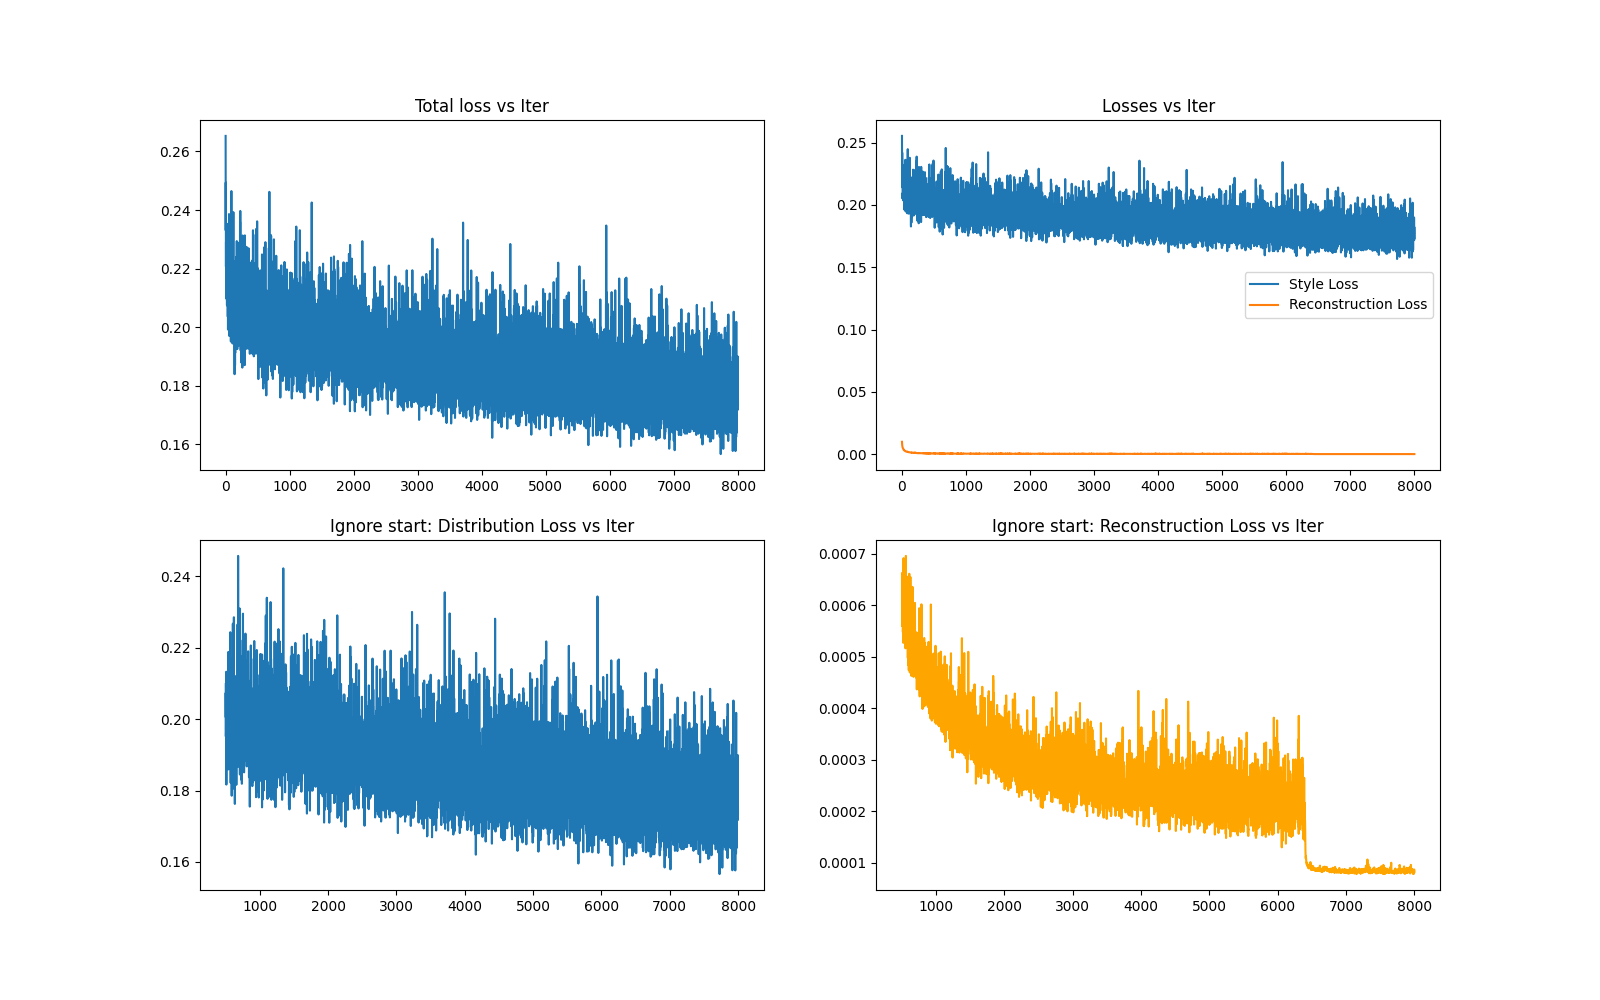 Total loss vs Iter
0.26
0.24
0.22
0.20
0.18
0.16
0 1000 2000 3000 4000 5000 6000 7000 8000
Losses vs Iter
0.25
0.20
0.15
0.10
0.05
0.00
Style Loss
Reconstruction Loss
0 1000 2000 3000 4000 5000 6000 7000 8000
Ignore start: Distribution Loss vs Iter
0.24
0.22
0.20
0.18
0.16
1000 2000 3000 4000 5000 6000 7000 8000
Ignore start: Reconstruction Loss vs Iter
0.0007
0.0006
0.0005
0.0004
0.0003
0.0002
0.0001
1000 2000 3000 4000 5000 6000 7000 8000